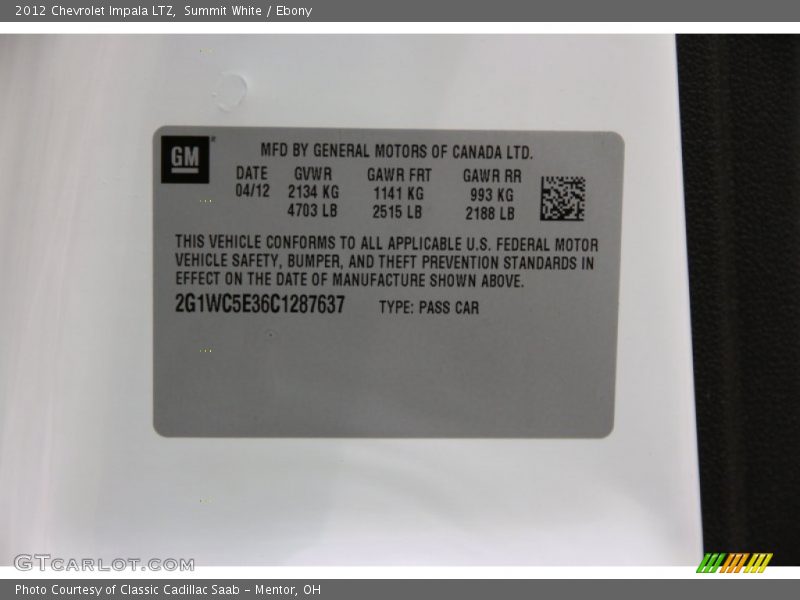 2012 Chevrolet Impala LTZ, Summit White / Ebony
GM
MFD BY GENERAL MOTORS OF CANADA LTD.
DATE GVWR GAWR FRT GAWR RR
04/12 2134 KG 1141 KG 993 KG
4703 LB 2515 LB 2188 LB
THIS VEHICLE CONFORMS TO ALL APPLICABLE U.S. FEDERAL MOTOR
VEHICLE SAFETY, BUMPER, AND THEFT PREVENTION STANDARDS IN
EFFECT ON THE DATE OF MANUFACTURE SHOWN ABOVE.
2G1WC5E36C1287637 TYPE: PASS CAR
GTCARLOT.COM
Photo Courtesy of Classic Cadillac Saab - Mentor, OH